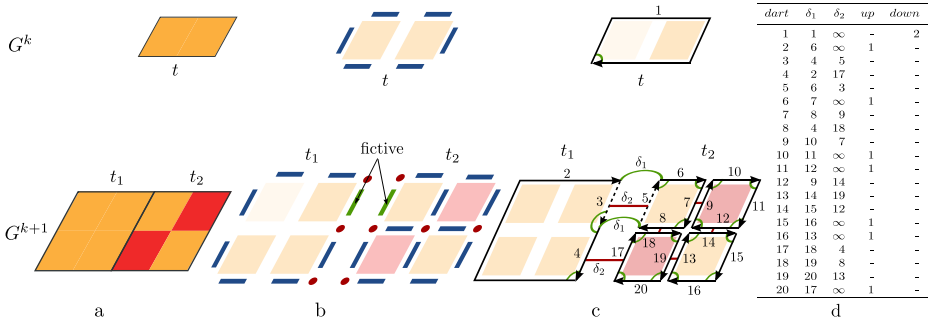 G^k
t
1
t
G^{k+1}
t_1
t_2
a
t_1
fictive
t_2
b
t_1
δ_1
t_2
2
6
10
3
δ_2
5
7
9
11
δ_1
8
12
4
17
18
14
δ_2
19
13
15
20
16
c
dart δ_1 δ_2 up down
1 1 ∞ - 2
2 6 ∞ 1 -
3 4 5 - -
4 2 17 - -
5 6 3 - -
6 7 ∞ 1 -
7 8 9 - -
8 4 18 - -
9 10 7 - -
10 11 ∞ 1 -
11 12 ∞ 1 -
12 9 14 - -
13 14 19 - -
14 15 12 - -
15 16 ∞ 1 -
16 13 ∞ 1 -
17 18 4 - -
18 19 8 - -
19 20 13 - -
20 17 ∞ 1 -
d